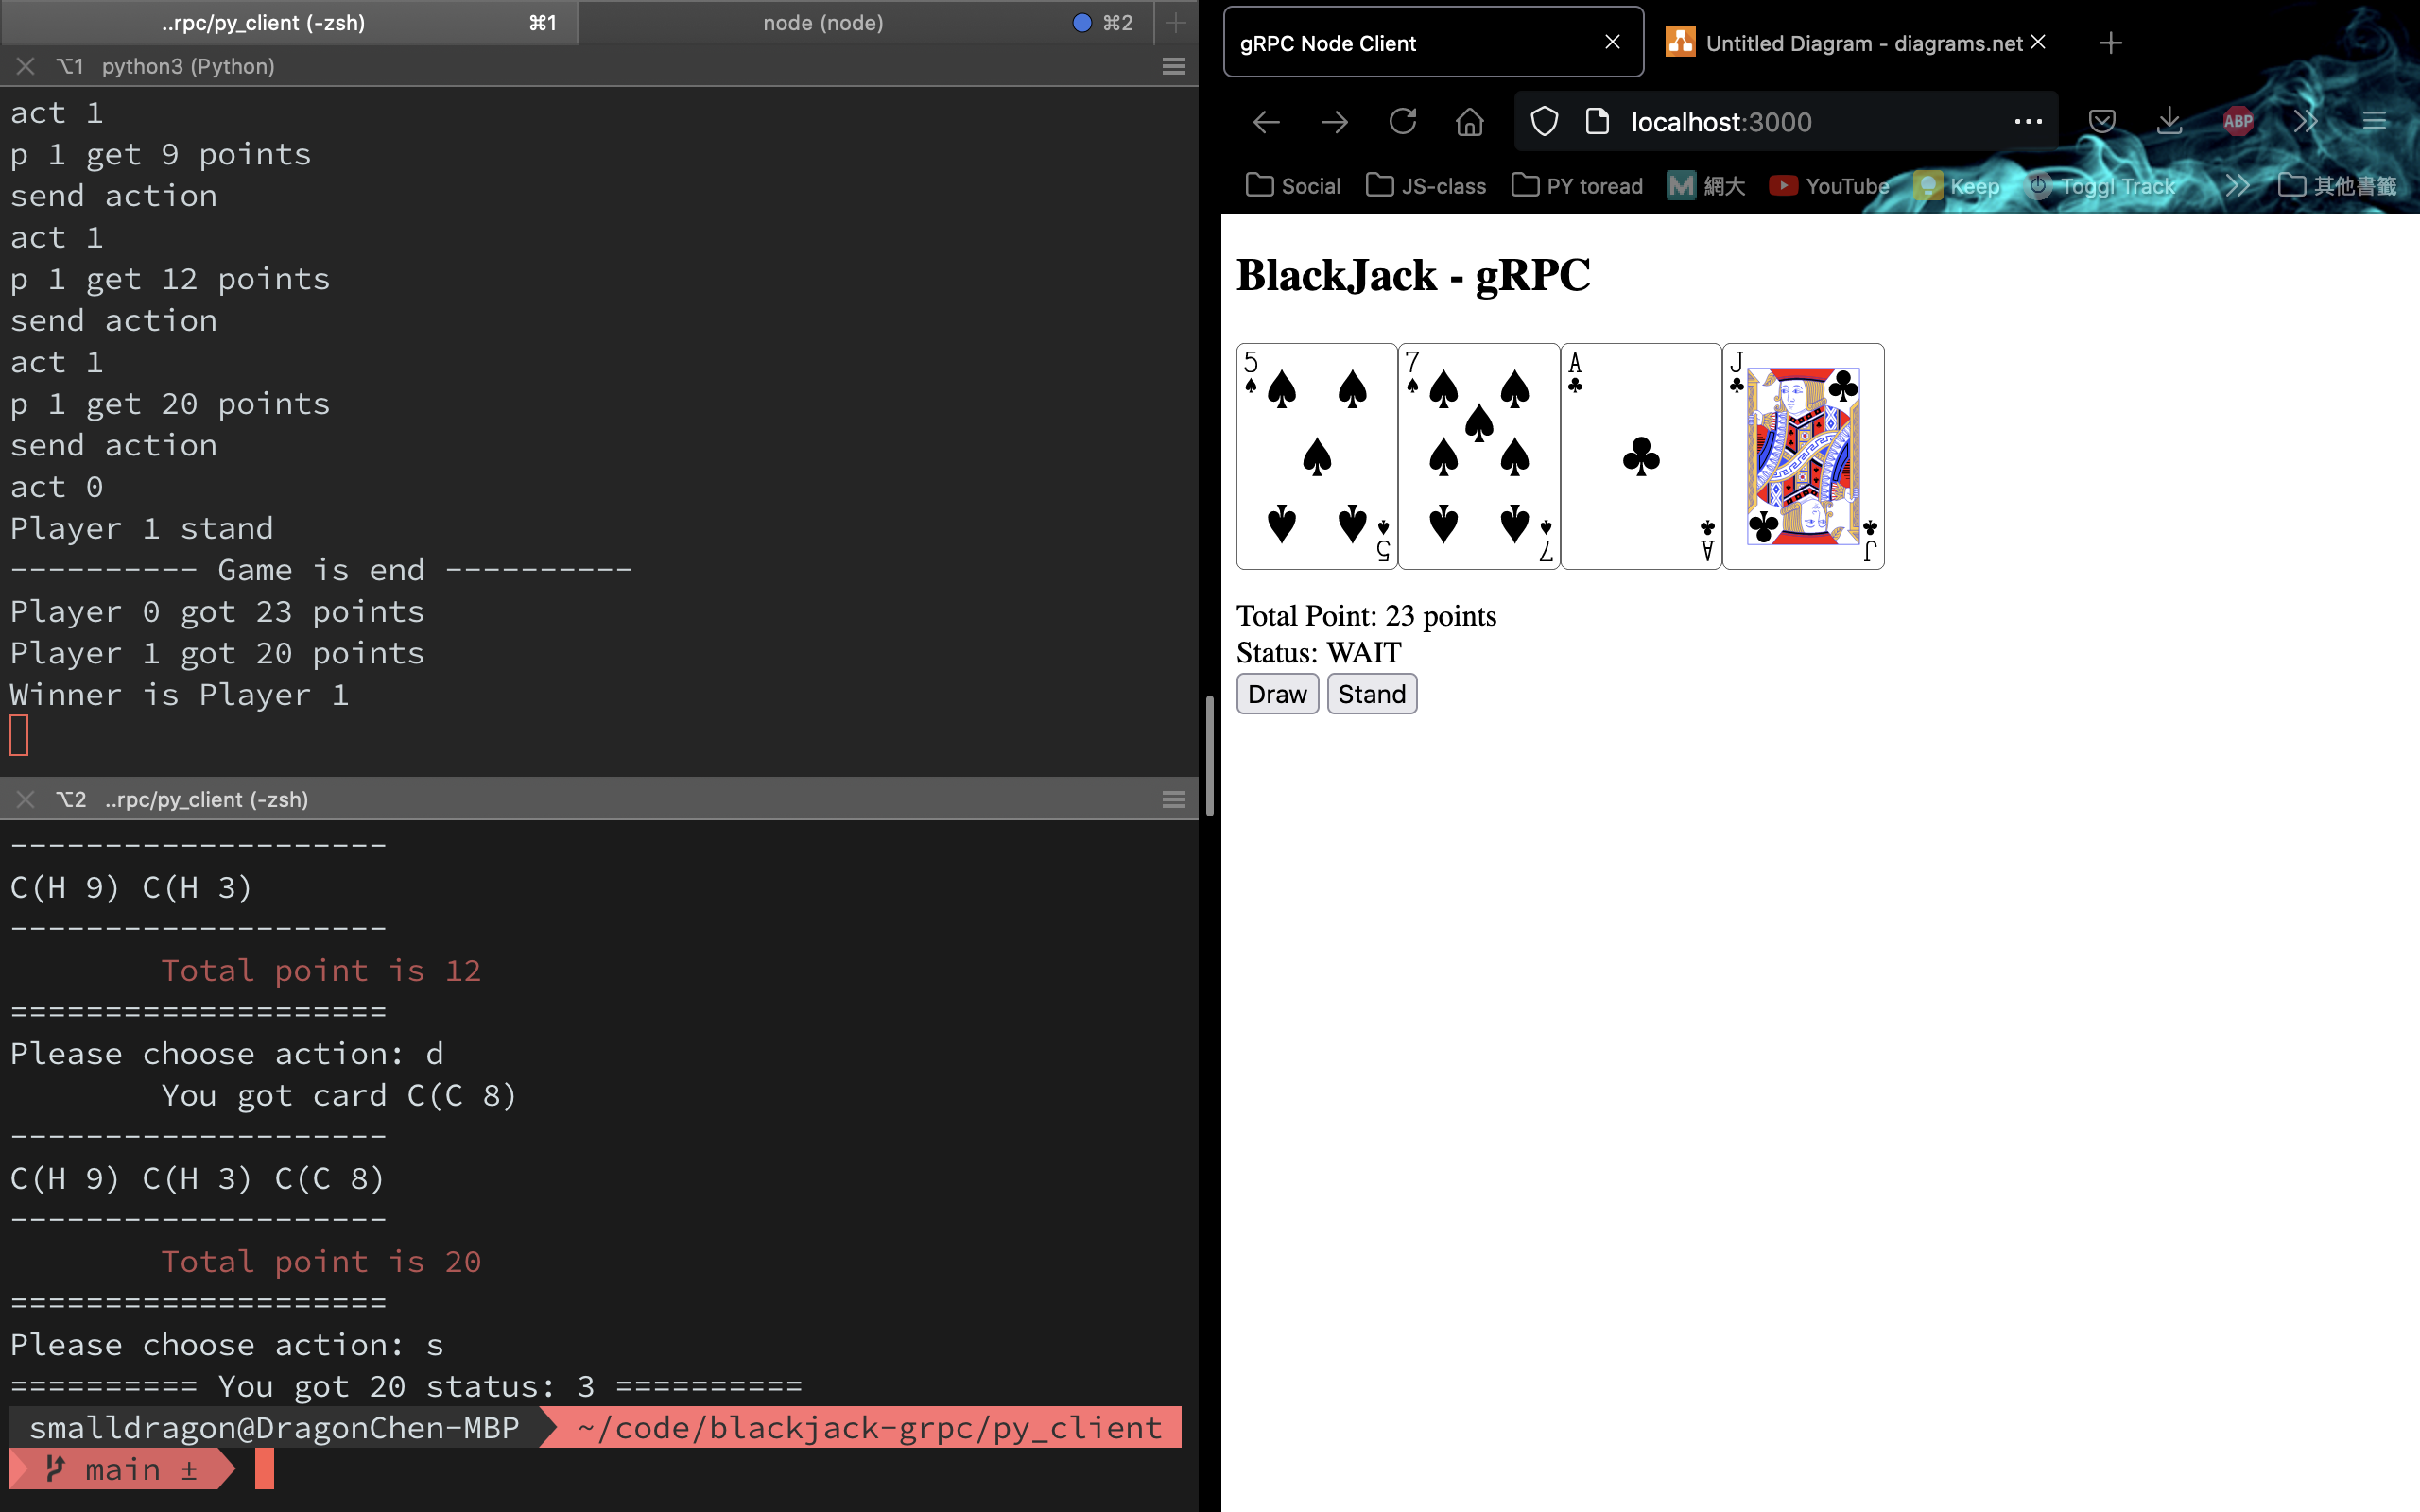 ..rpc/py_client (-zsh) ⌘1 node (node) ⌘2
⌥1 python3 (Python)
act 1
p 1 get 9 points
send action
act 1
p 1 get 12 points
send action
act 1
p 1 get 20 points
send action
act 0
Player 1 stand
---------- Game is end ----------
Player 0 got 23 points
Player 1 got 20 points
Winner is Player 1
⌥2 ..rpc/py_client (-zsh)
--------------------
C(H 9) C(H 3)
--------------------
Total point is 12
====================
Please choose action: d
You got card C(C 8)
--------------------
C(H 9) C(H 3) C(C 8)
--------------------
Total point is 20
====================
Please choose action: s
========== You got 20 status: 3 ==========
smalldragon@DragonChen-MBP ~/code/blackjack-grpc/py_client
main ±
gRPC Node Client Untitled Diagram - diagrams.net
localhost:3000 ABP
Social JS-class PY toread M 網大 YouTube Keep Toggl Track 其他書籤
BlackJack - gRPC
5 7 A J
5 7 A J
Total Point: 23 points
Status: WAIT
Draw Stand